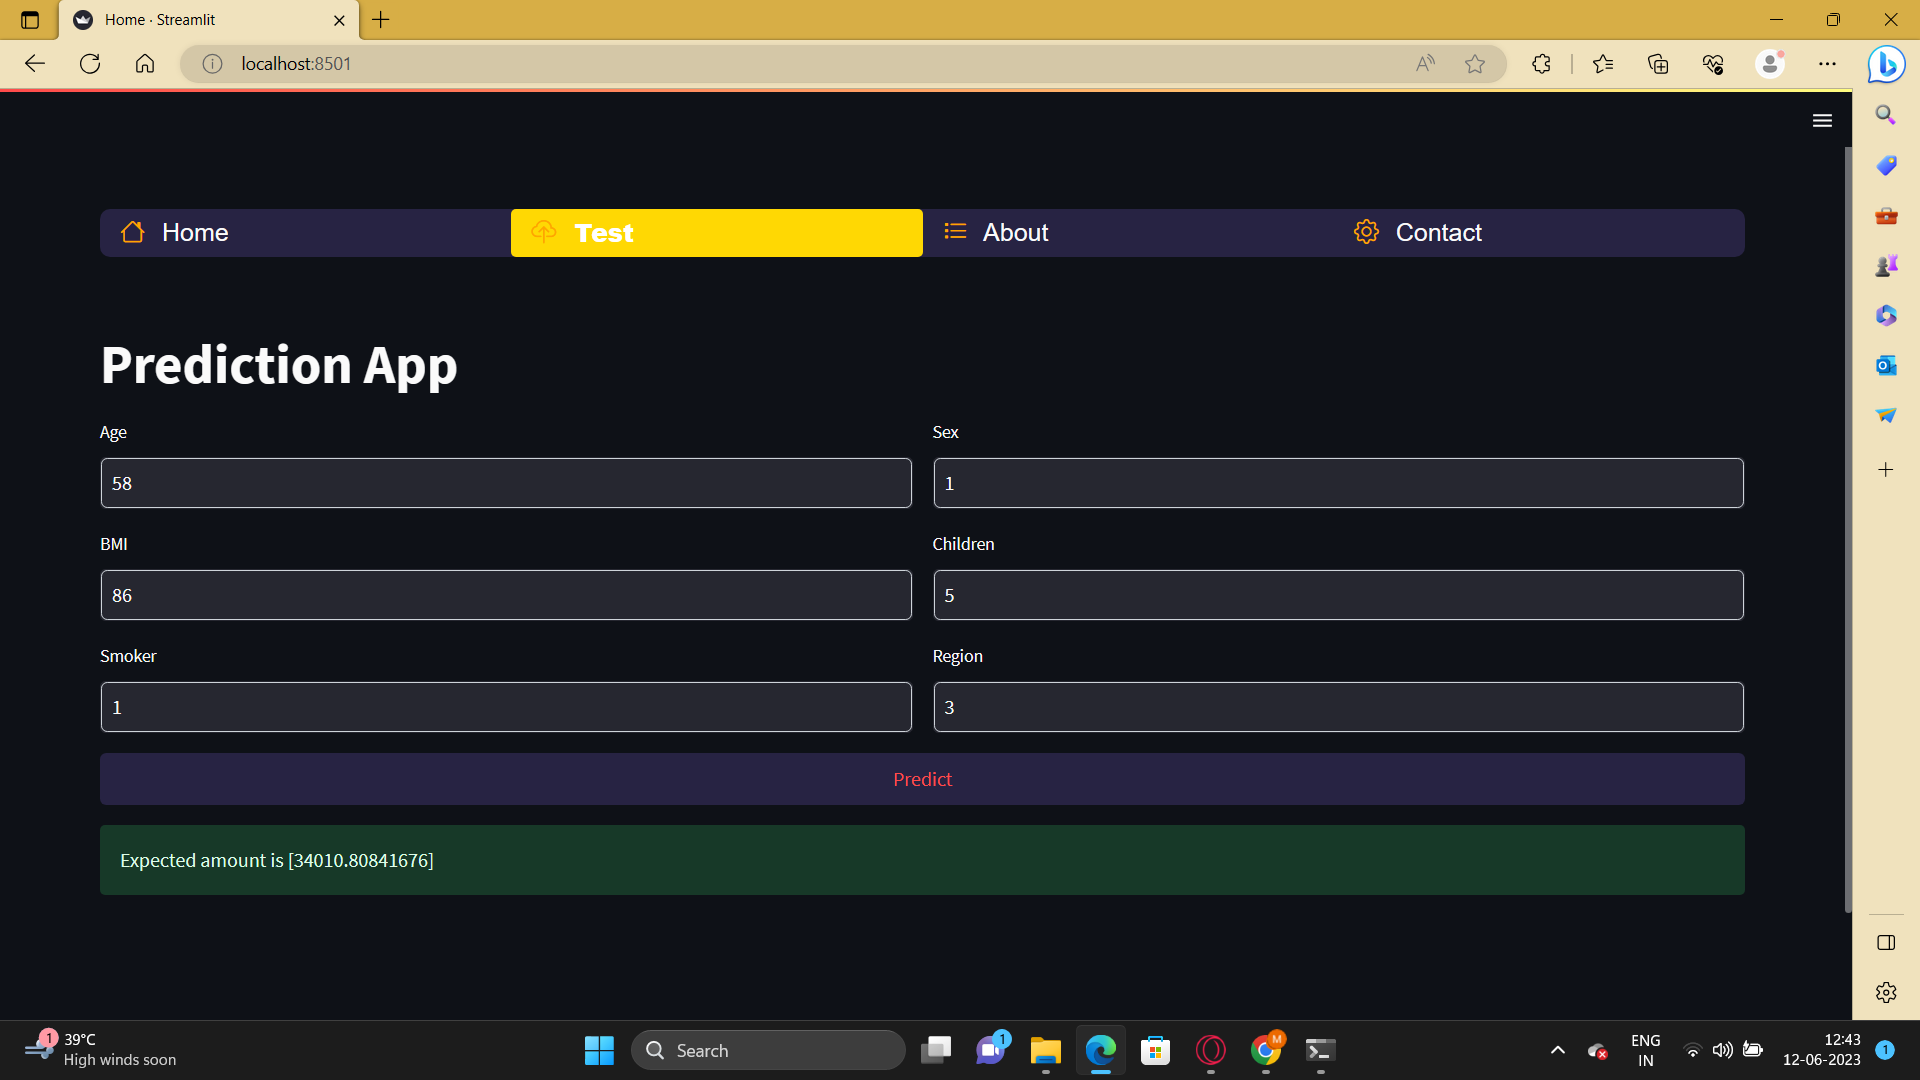 Home · Streamlit
localhost:8501
Home
Test
About
Contact
Prediction App
Age
Sex
58
1
BMI
Children
86
5
Smoker
Region
1
3
Predict
Expected amount is [34010.80841676]
1
39°C
High winds soon
Search
1
M
ENG
IN
12:43
12-06-2023
1